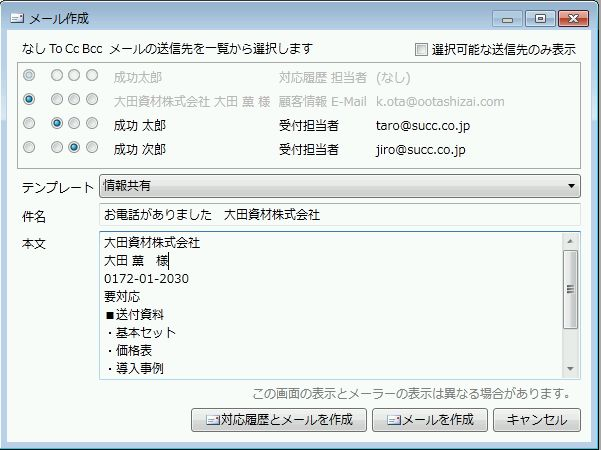 メール作成
なし To Cc Bcc メールの送信先を一覧から選択します 選択可能な送信先のみ表示
成功太郎 対応履歴 担当者 (なし)
大田資材株式会社 大田 薫 様 顧客情報 E-Mail k.ota@ootashizai.com
成功 太郎 受付担当者 taro@succ.co.jp
成功 次郎 受付担当者 jiro@succ.co.jp
テンプレート 情報共有
件名 お電話がありました 大田資材株式会社
本文 大田資材株式会社
大田 薫 様
0172-01-2030
要対応
■送付資料
・基本セット
・価格表
・導入事例
この画面の表示とメーラーの表示は異なる場合があります。
対応履歴とメールを作成 メールを作成 キャンセル